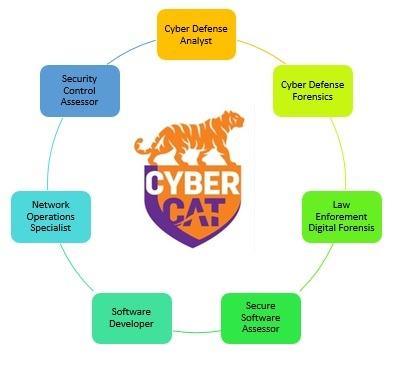 Cyber Defense
Analyst
Cyber Defense
Forensics
Law
Enforement
Digital Forensis
Secure
Software
Assessor
Software
Developer
Network
Operations
Specialist
Security
Control
Assessor
CYBER
CAT